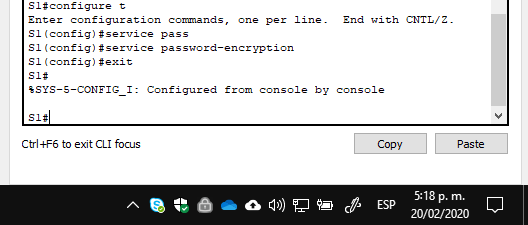 S1#configure t
Enter configuration commands, one per line.  End with CNTL/Z.
S1(config)#service pass
S1(config)#service password-encryption
S1(config)#exit
S1#
%SYS-5-CONFIG_I: Configured from console by console

S1#
Ctrl+F6 to exit CLI focus
Copy
Paste
ESP
5:18 p. m.
20/02/2020